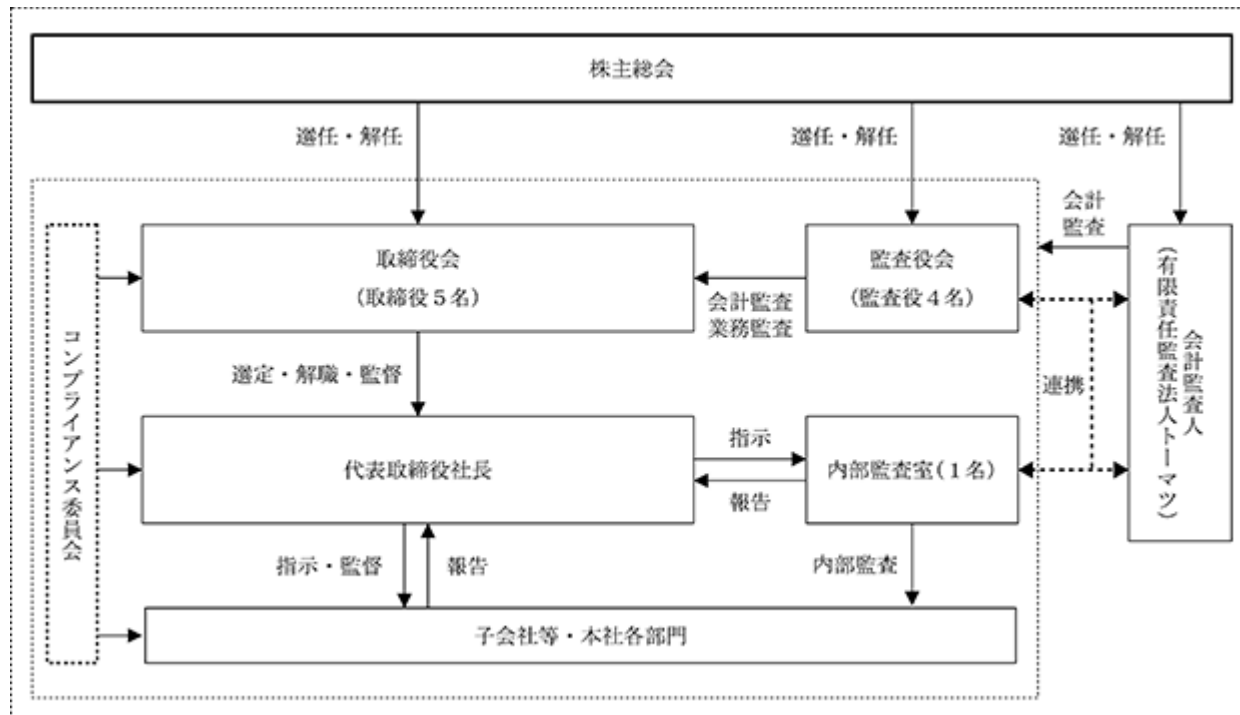 株主総会
選任・解任
選任・解任
選任・解任
会計
監査
取締役会
(取締役5名)
監査役会
(監査役4名)
会計監査
業務監査
会計監査人
(有限責任監査法人トーマツ)
コンプライアンス委員会
選定・解職・監督
連携
代表取締役社長
指示
報告
内部監査室(1名)
指示・監督
報告
内部監査
子会社等・本社各部門